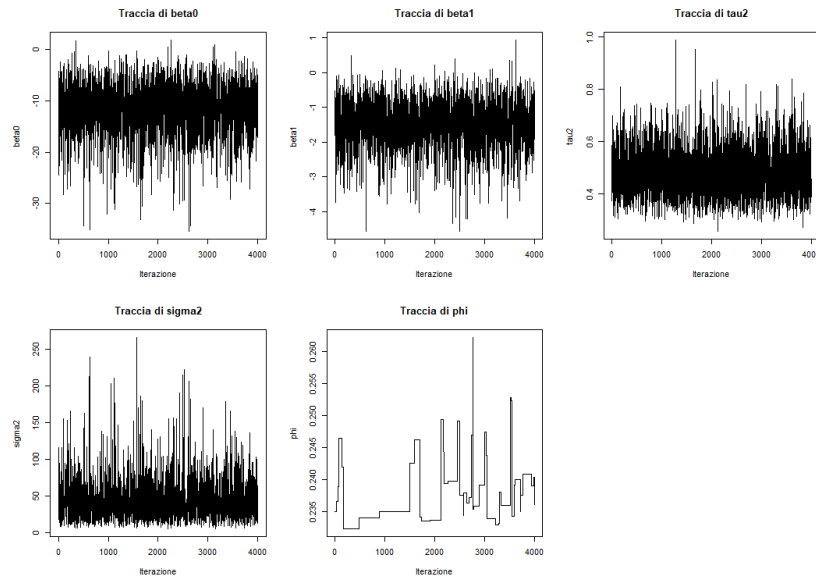 Traccia di beta0
beta0
0
-10
-20
-30
0 1000 2000 3000 4000
Iterazione
Traccia di beta1
beta1
1
0
-1
-2
-3
-4
0 1000 2000 3000 4000
Iterazione
Traccia di tau2
tau2
1.0
0.8
0.6
0.4
0 1000 2000 3000 4000
Iterazione
Traccia di sigma2
sigma2
250
200
150
100
50
0
0 1000 2000 3000 4000
Iterazione
Traccia di phi
phi
0.260
0.255
0.250
0.245
0.240
0.235
0 1000 2000 3000 4000
Iterazione